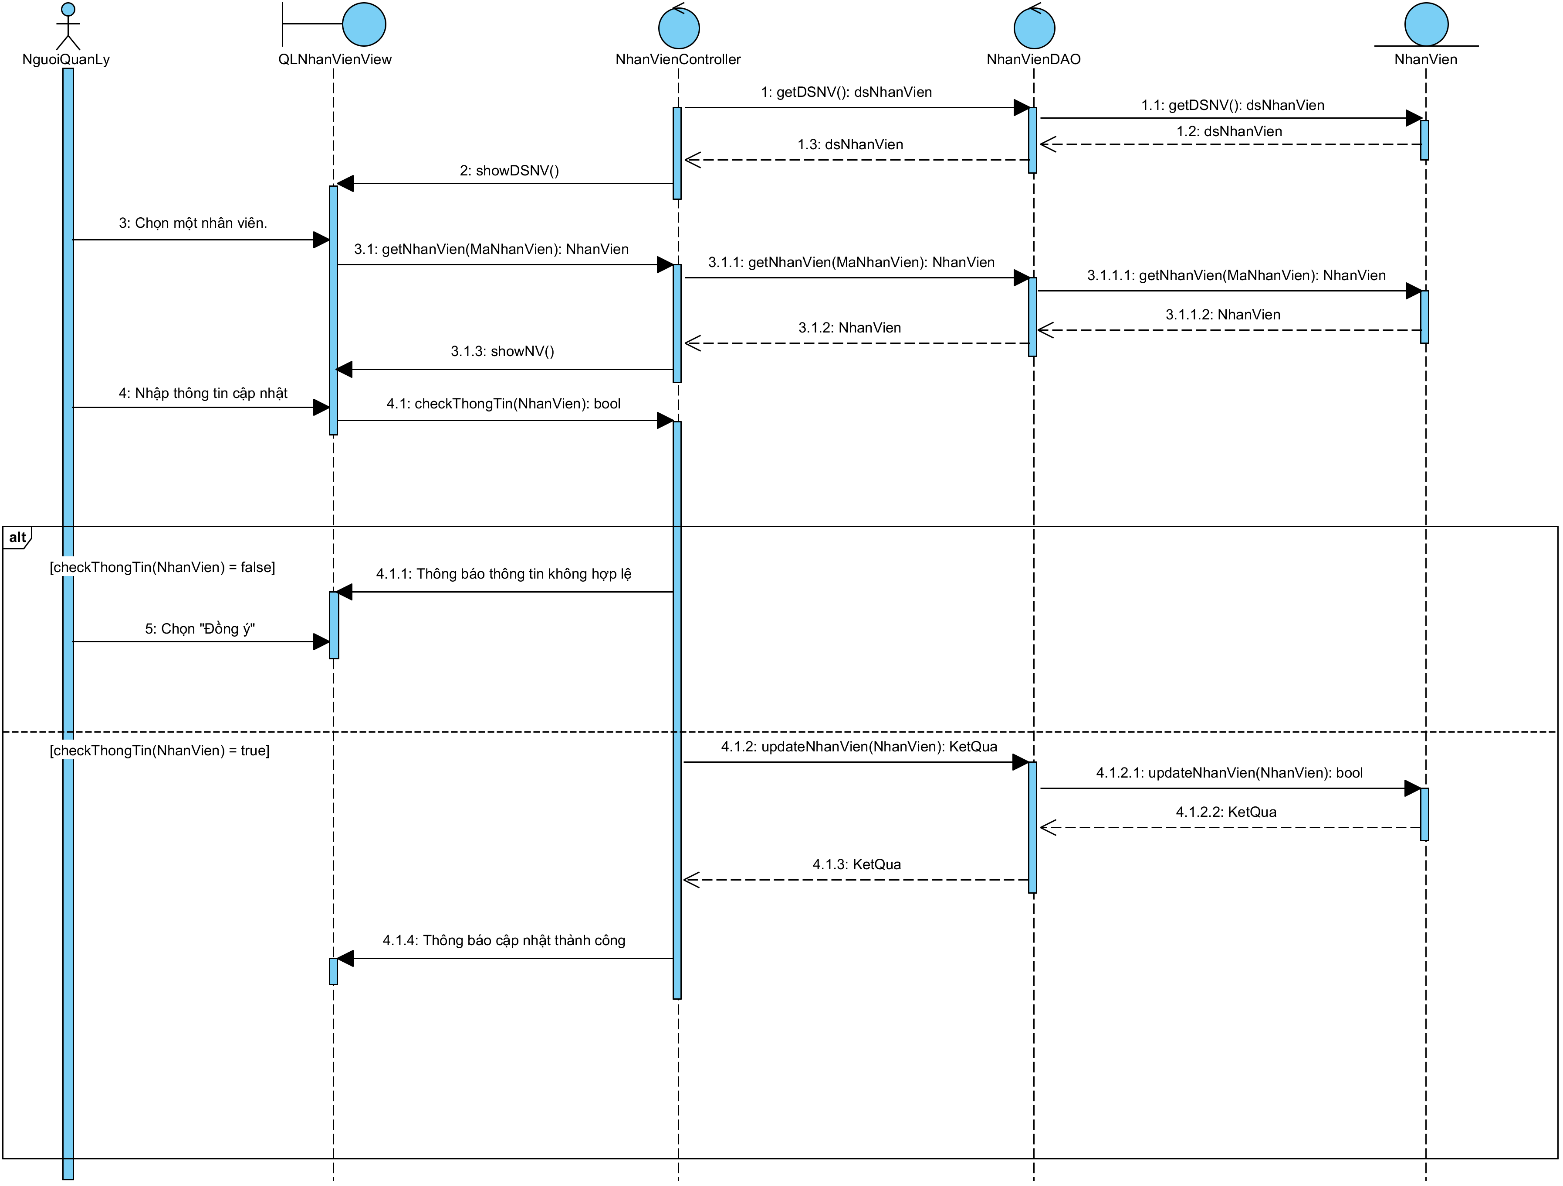 NguoiQuanLy
QLNhanVienView
NhanVienController
NhanVienDAO
NhanVien
1: getDSNV(): dsNhanVien
1.1: getDSNV(): dsNhanVien
1.2: dsNhanVien
1.3: dsNhanVien
2: showDSNV()
3: Chọn một nhân viên.
3.1: getNhanVien(MaNhanVien): NhanVien
3.1.1: getNhanVien(MaNhanVien): NhanVien
3.1.1.1: getNhanVien(MaNhanVien): NhanVien
3.1.1.2: NhanVien
3.1.2: NhanVien
3.1.3: showNV()
4: Nhập thông tin cập nhật
4.1: checkThongTin(NhanVien): bool
alt
[checkThongTin(NhanVien) = false]
4.1.1: Thông báo thông tin không hợp lệ
5: Chọn "Đồng ý"
[checkThongTin(NhanVien) = true]
4.1.2: updateNhanVien(NhanVien): KetQua
4.1.2.1: updateNhanVien(NhanVien): bool
4.1.2.2: KetQua
4.1.3: KetQua
4.1.4: Thông báo cập nhật thành công